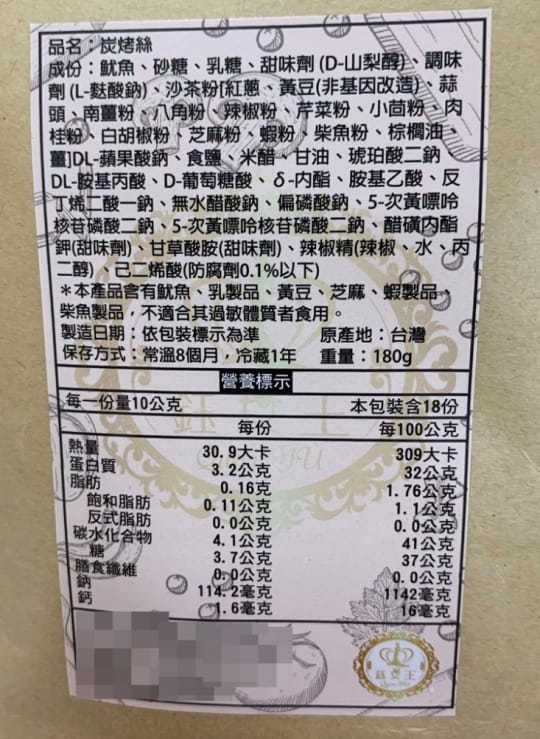 品名：炭烤絲
成份：魷魚、砂糖、乳糖、甜味劑 (D-山梨醇)、調味
劑 (L-麩酸鈉)、沙茶粉[紅蔥、黃豆(非基因改造)、蒜
頭、南薑粉、八角粉、辣椒粉、芹菜粉、小茴粉、肉
桂粉、白胡椒粉、芝麻粉、蝦粉、柴魚粉、棕櫚油、
薑]DL-蘋果酸鈉、食鹽、米醋、甘油、琥珀酸二鈉
DL-胺基丙酸、D-葡萄糖酸、δ-内酯、胺基乙酸、反
丁烯二酸一鈉、無水醋酸鈉、偏磷酸鈉、5-次黃嘌呤
核苷磷酸二鈉、5-次黃嘌呤核苷磷酸二鈉、醋磺内酯
鉀(甜味劑)、甘草酸胺(甜味劑)、辣椒精(辣椒、水、丙
二醇)、己二烯酸(防腐劑0.1%以下)
＊本產品含有魷魚、乳製品、黃豆、芝麻、蝦製品、
柴魚製品，不適合其過敏體質者食用。
製造日期：依包裝標示為準 原產地：台灣
保存方式：常溫8個月，冷藏1年 重量：180g
營養標示
每一份量10公克 本包裝含18份
每份 每100公克
熱量 30.9大卡 309大卡
蛋白質 3.2公克 32公克
脂肪 0.16克 1.76公克
飽和脂肪 0.11公克 1.1公克
反式脂肪 0.0公克 0.0公克
碳水化合物 4.1公克 41公克
糖 3.7公克 37公克
膳食纖維 0.0公克 0.0公克
鈉 114.2毫克 1142毫克
鈣 1.6毫克 16毫克